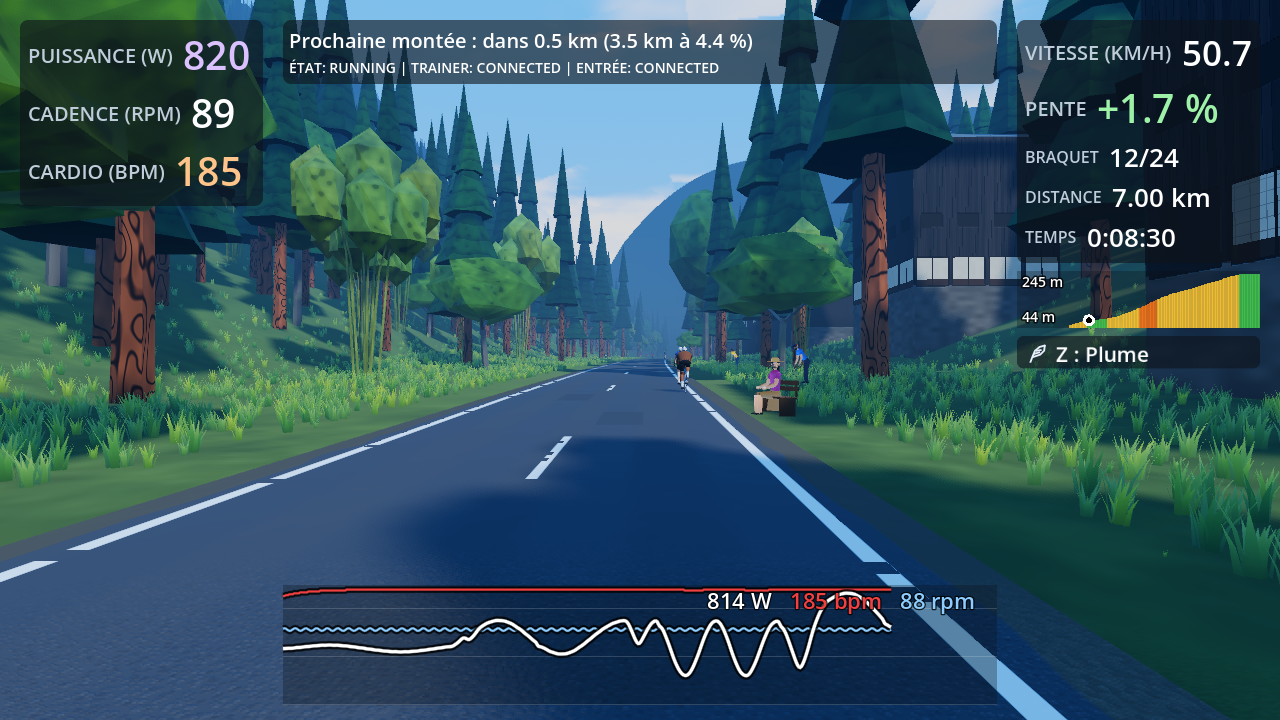 PUISSANCE (W) 820
CADENCE (RPM) 89
CARDIO (BPM) 185
Prochaine montée : dans 0.5 km (3.5 km à 4.4 %)
ÉTAT: RUNNING | TRAINER: CONNECTED | ENTRÉE: CONNECTED
VITESSE (KM/H) 50.7
PENTE +1.7 %
BRAQUET 12/24
DISTANCE 7.00 km
TEMPS 0:08:30
245 m
44 m
Z : Plume
814 W 185 bpm 88 rpm